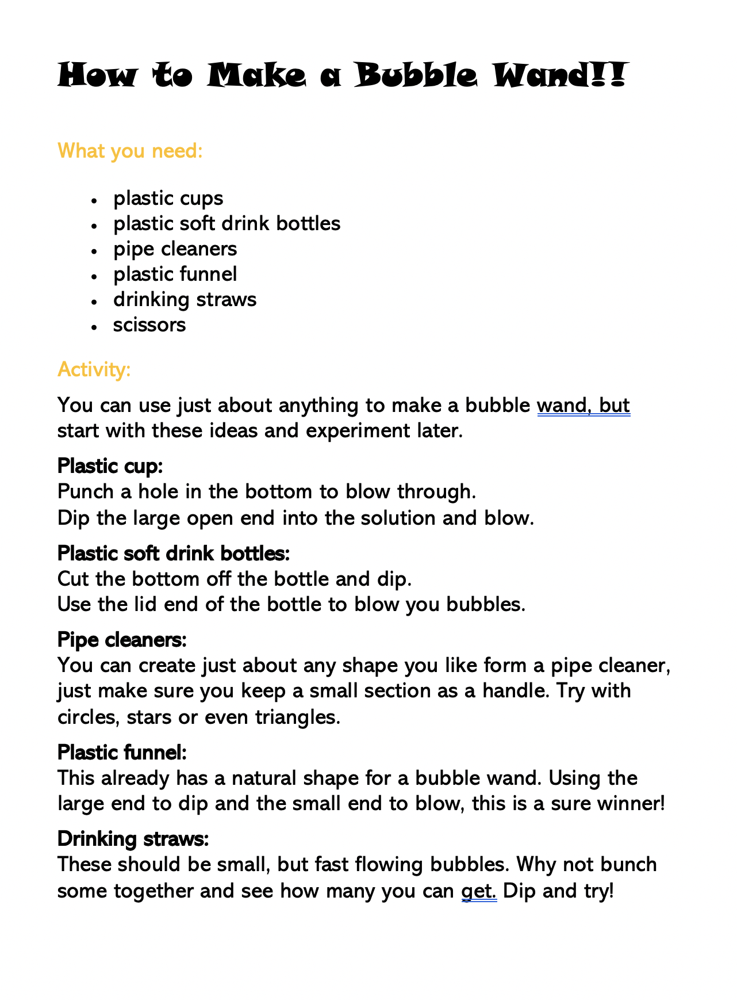 How to Make a Bubble Wand!!
What you need:
• plastic cups
• plastic soft drink bottles
• pipe cleaners
• plastic funnel
• drinking straws
• scissors
Activity:
You can use just about anything to make a bubble wand, but
start with these ideas and experiment later.
Plastic cup:
Punch a hole in the bottom to blow through.
Dip the large open end into the solution and blow.
Plastic soft drink bottles:
Cut the bottom off the bottle and dip.
Use the lid end of the bottle to blow you bubbles.
Pipe cleaners:
You can create just about any shape you like form a pipe cleaner,
just make sure you keep a small section as a handle. Try with
circles, stars or even triangles.
Plastic funnel:
This already has a natural shape for a bubble wand. Using the
large end to dip and the small end to blow, this is a sure winner!
Drinking straws:
These should be small, but fast flowing bubbles. Why not bunch
some together and see how many you can get. Dip and try!